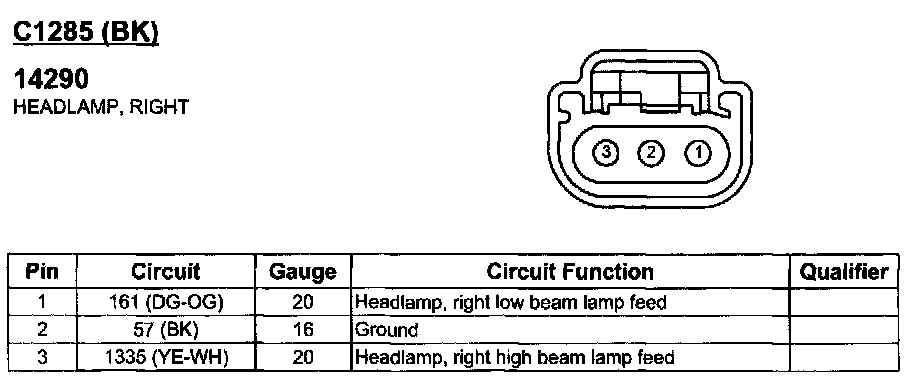 C1285 (BK)
14290
HEADLAMP, RIGHT
3 2 1
Pin Circuit Gauge Circuit Function Qualifier
1 161 (DG-OG) 20 Headlamp, right low beam lamp feed
2 57 (BK) 16 Ground
3 1335 (YE-WH) 20 Headlamp, right high beam lamp feed